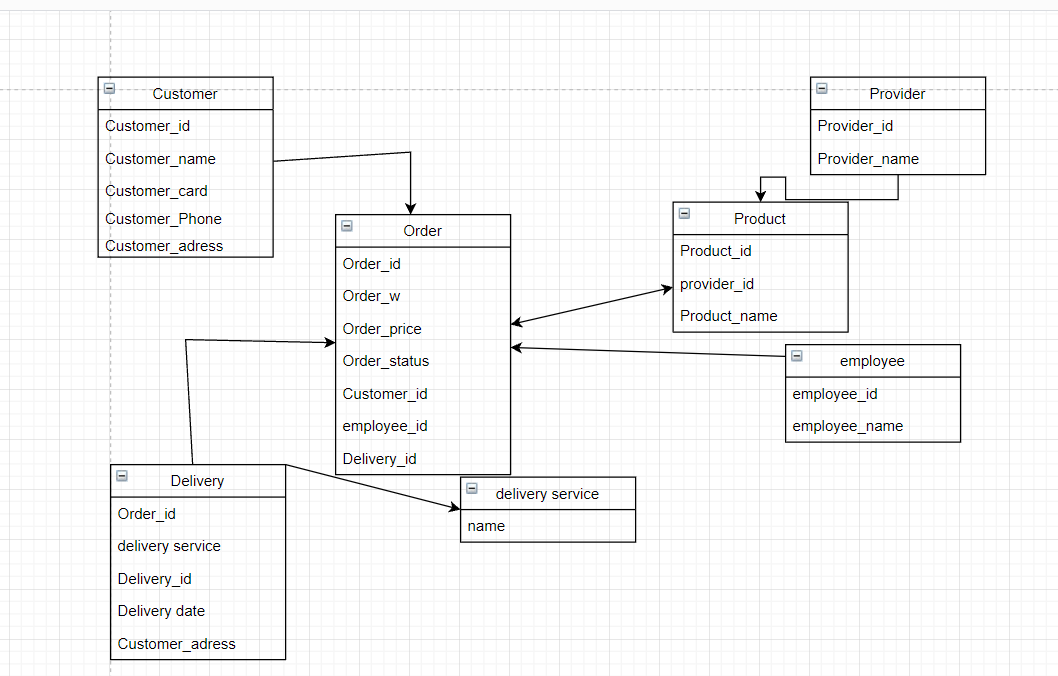 Customer
Customer_id
Customer_name
Customer_card
Customer_Phone
Customer_adress
Provider
Provider_id
Provider_name
Order
Order_id
Order_w
Order_price
Order_status
Customer_id
employee_id
Delivery_id
Product
Product_id
provider_id
Product_name
employee
employee_id
employee_name
Delivery
Order_id
delivery service
Delivery_id
Delivery date
Customer_adress
delivery service
name